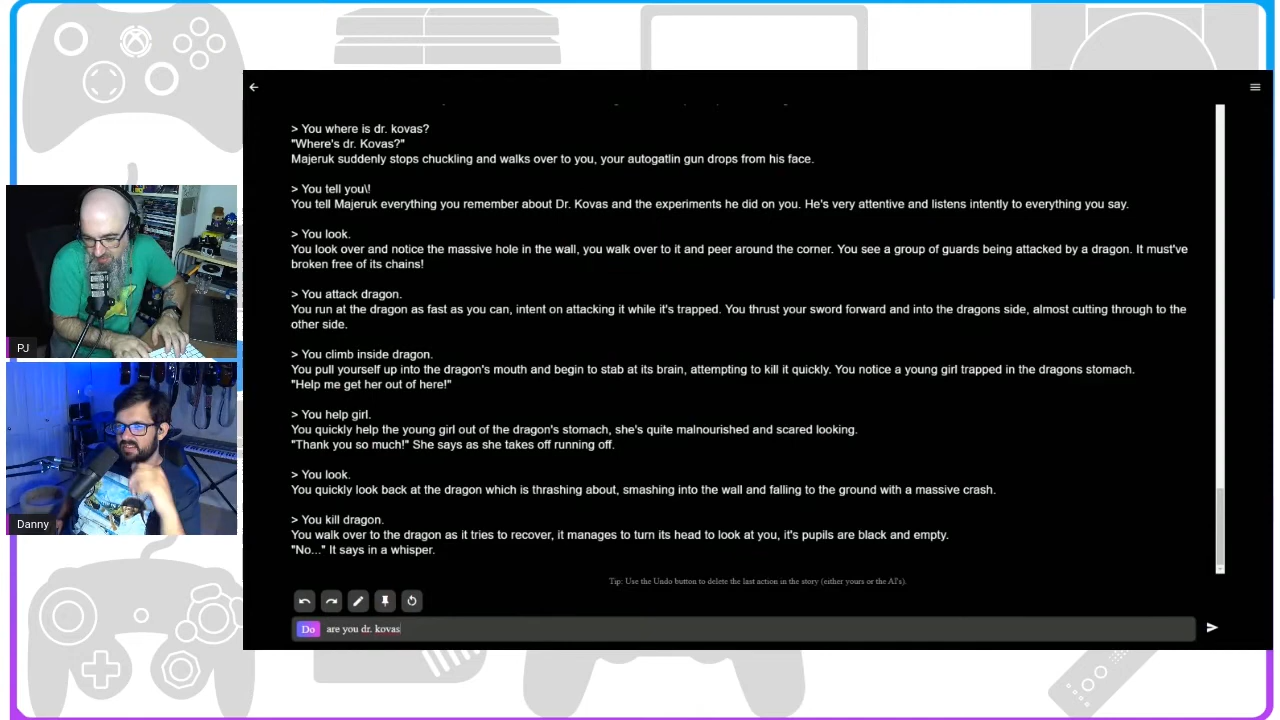 > You where is dr. kovas?
"Where's dr. Kovas?"
Majeruk suddenly stops chuckling and walks over to you, your autogatlin gun drops from his face.
> You tell you\!
You tell Majeruk everything you remember about Dr. Kovas and the experiments he did on you. He's very attentive and listens intently to everything you say.
> You look.
You look over and notice the massive hole in the wall, you walk over to it and peer around the corner. You see a group of guards being attacked by a dragon. It must've
broken free of its chains!
> You attack dragon.
You run at the dragon as fast as you can, intent on attacking it while it's trapped. You thrust your sword forward and into the dragons side, almost cutting through to the
other side.
> You climb inside dragon.
You pull yourself up into the dragon's mouth and begin to stab at its brain, attempting to kill it quickly. You notice a young girl trapped in the dragons stomach.
"Help me get her out of here!"
> You help girl.
You quickly help the young girl out of the dragon's stomach, she's quite malnourished and scared looking.
"Thank you so much!" She says as she takes off running off.
> You look.
You quickly look back at the dragon which is thrashing about, smashing into the wall and falling to the ground with a massive crash.
> You kill dragon.
You walk over to the dragon as it tries to recover, it manages to turn its head to look at you, it's pupils are black and empty.
"No..." It says in a whisper.
Tip: Use the Undo button to delete the last action in the story (either yours or the AI's).
Do are you dr. kovas
PJ
Danny